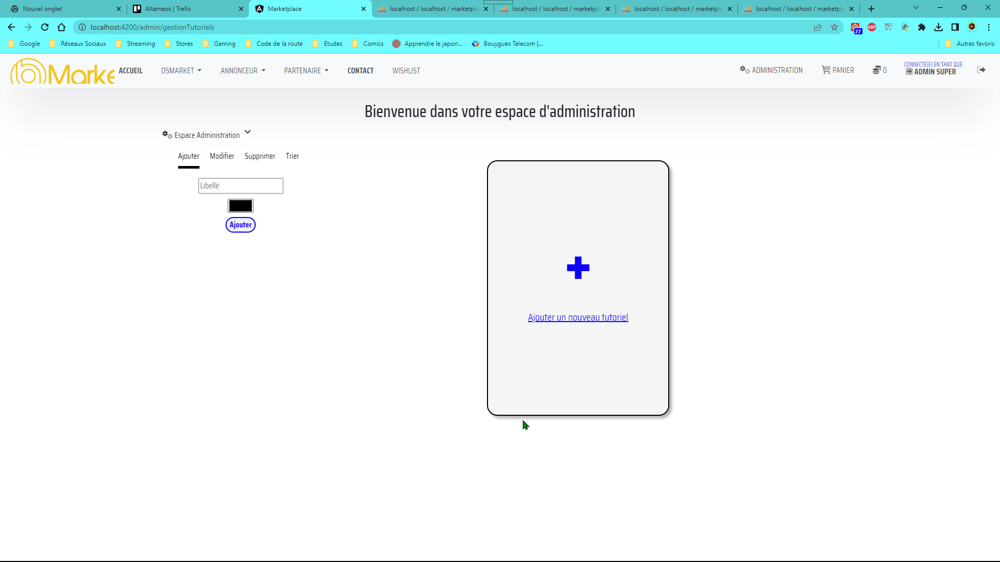 Nouvel onglet
Altameos | Trello
Marketplace
localhost / localhost / marketpla
localhost / localhost / marketpla
localhost / localhost / marketpla
localhost / localhost / marketpla
localhost:4200/admin/gestionTutoriels
ABP
27
Google
Réseaux Sociaux
Streaming
Stores
Gaming
Code de la route
Etudes
Comics
Apprendre le japon...
Bouygues Telecom |...
Autres favoris
Marke
ACCUEIL
OSMARKET
ANNONCEUR
PARTENAIRE
CONTACT
WISHLIST
ADMINISTRATION
PANIER
0
CONNECTÉ(E) EN TANT QUE
ADMIN SUPER
Bienvenue dans votre espace d'administration
Espace Administration
Ajouter
Modifier
Supprimer
Trier
Libellé
Ajouter
Ajouter un nouveau tutoriel